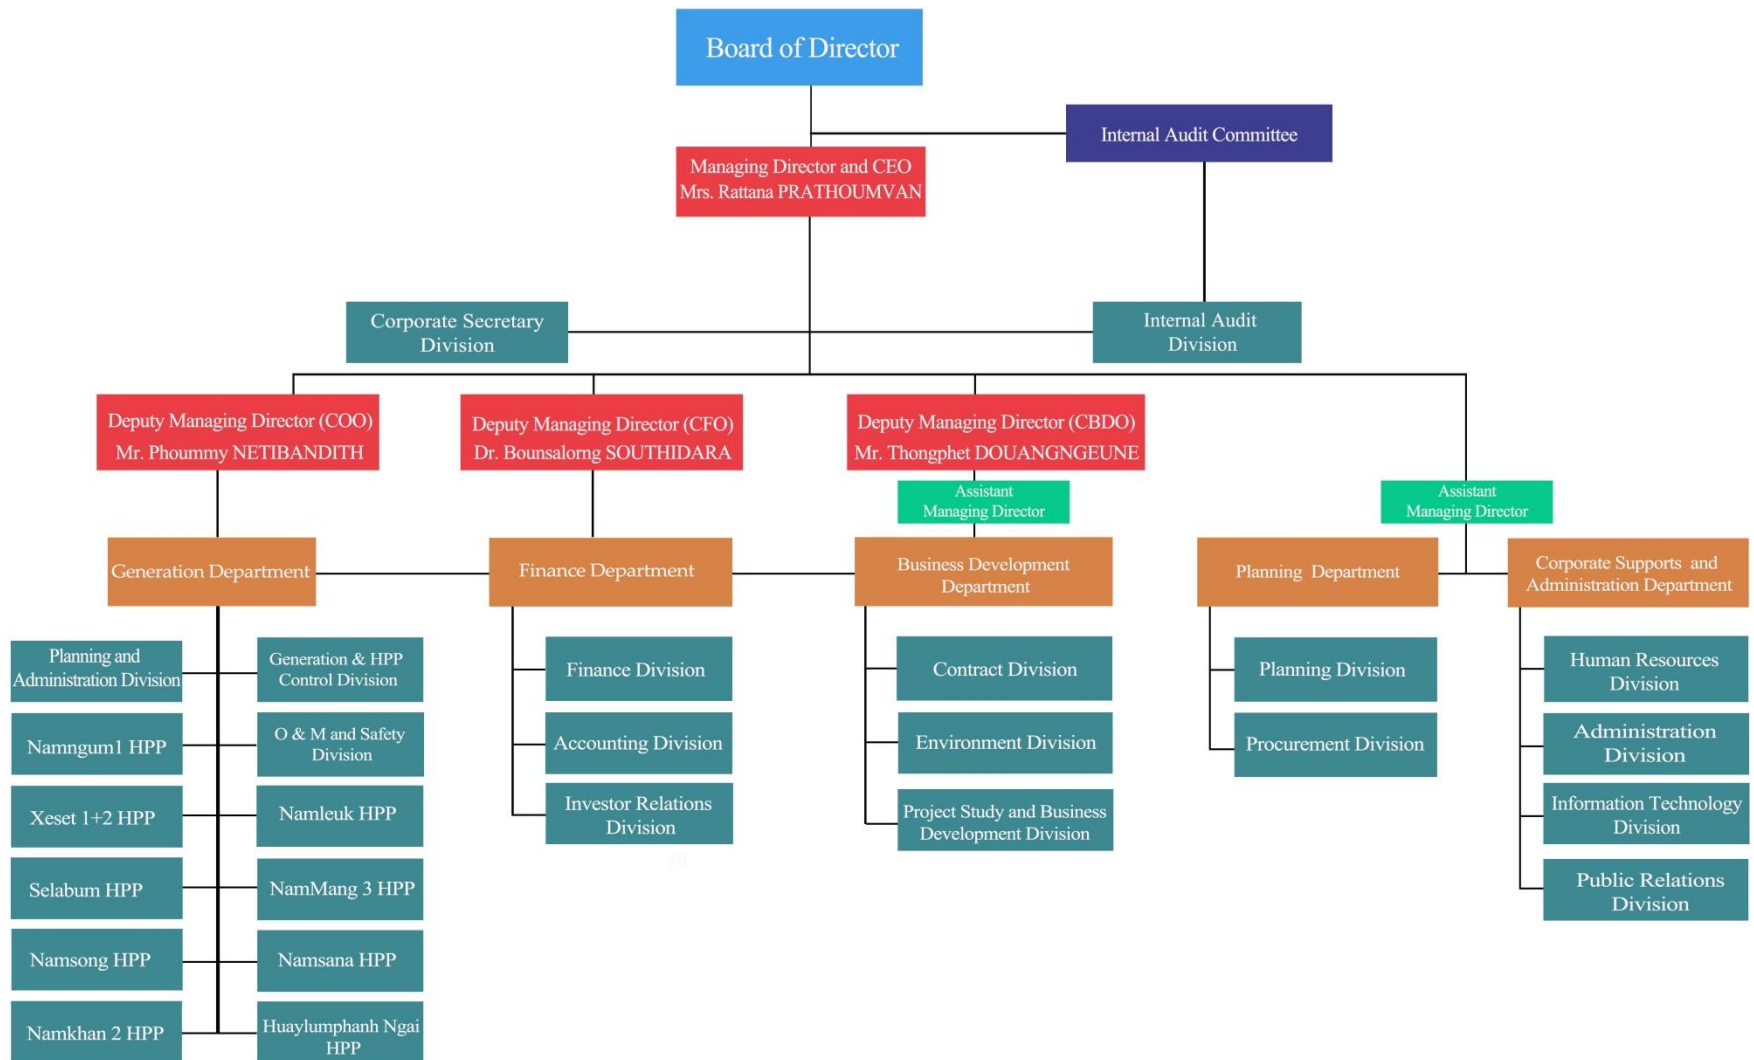 Board of Director
Internal Audit Committee
Managing Director and CEO
Mrs. Rattana PRATHOUMVAN
Corporate Secretary
Division
Internal Audit
Division
Deputy Managing Director (COO)
Mr. Phoummy NETIBANDITH
Deputy Managing Director (CFO)
Dr. Bounsalorng SOUTHIDARA
Deputy Managing Director (CBDO)
Mr. Thongphet DOUANGNGEUNE
Assistant
Managing Director
Assistant
Managing Director
Generation Department
Finance Department
Business Development
Department
Planning Department
Corporate Supports and
Administration Department
Planning and
Administration Division
Generation & HPP
Control Division
Namngum1 HPP
O & M and Safety
Division
Xeset 1+2 HPP
Namleuk HPP
Selabum HPP
NamMang 3 HPP
Namsong HPP
Namsana HPP
Namkhan 2 HPP
Huaylumphanh Ngai
HPP
Finance Division
Accounting Division
Investor Relations
Division
Contract Division
Environment Division
Project Study and Business
Development Division
Planning Division
Procurement Division
Human Resources
Division
Administration
Division
Information Technology
Division
Public Relations
Division